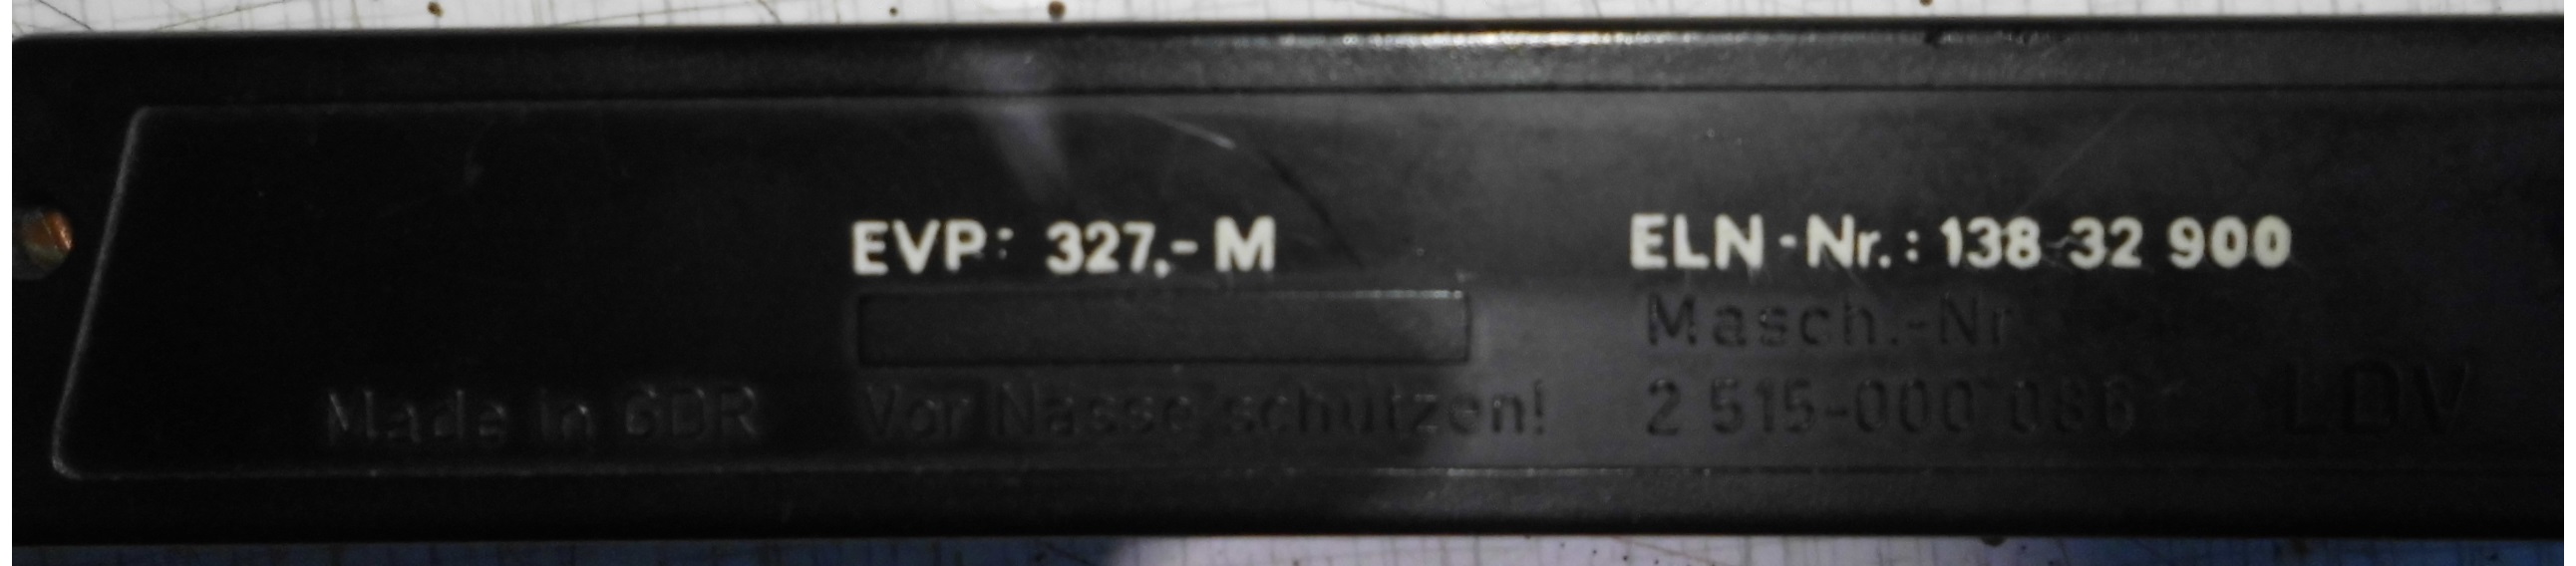 EVP: 327,- M
ELN-Nr.: 138 32 900
Masch.-Nr
Made in GDR
Vor Nässe schützen!
2 515-000 086
LDV